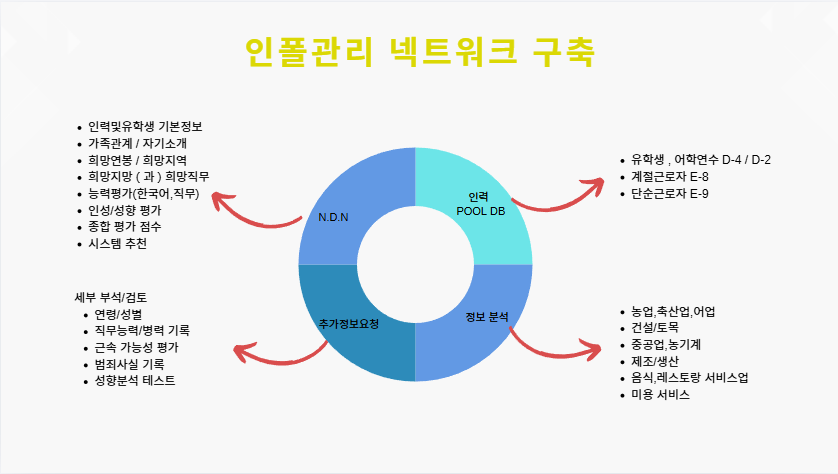 인폴관리 넥트워크 구축
• 인력및유학생 기본정보
• 가족관계 / 자기소개
• 희망연봉 / 희망지역
• 희망지망 ( 과 ) 희망직무
• 능력평가(한국어,직무)
• 인성/성향 평가
• 종합 평가 점수
• 시스템 추천
N.D.N
인력
POOL DB
• 유학생 , 어학연수 D-4 / D-2
• 계절근로자 E-8
• 단순근로자 E-9
세부 부석/검토
• 연령/성별
• 직무능력/병력 기록
• 근속 가능성 평가
• 범죄사실 기록
• 성향분석 테스트
추가정보요청
정보 분석
• 농업,축산업,어업
• 건설/토목
• 중공업,농기계
• 제조/생산
• 음식,레스토랑 서비스업
• 미용 서비스